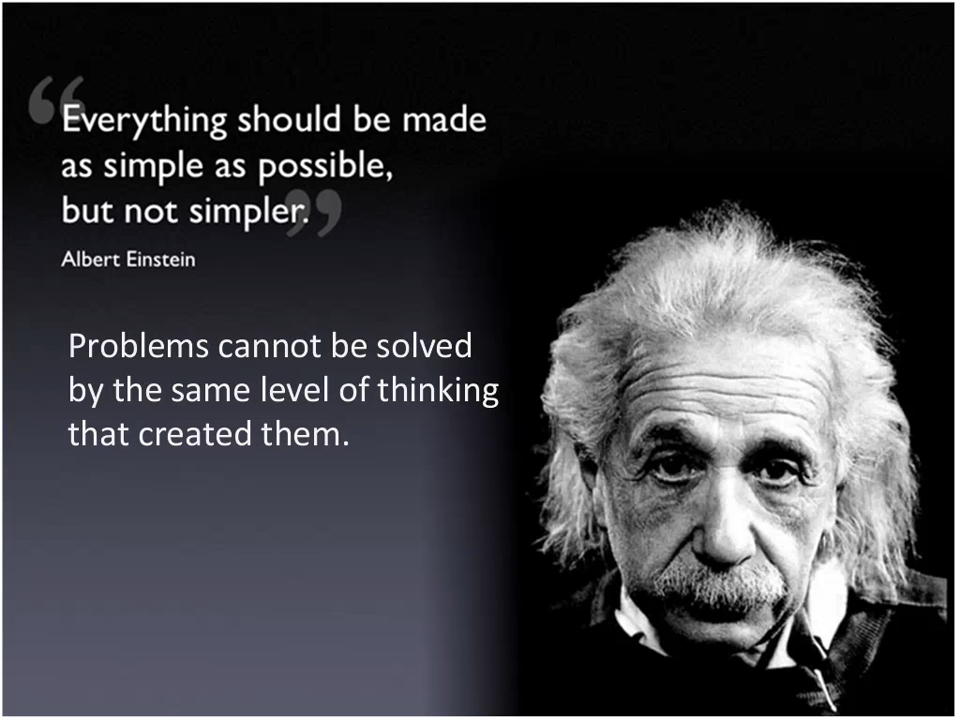 “Everything should be made
as simple as possible,
but not simpler.”
Albert Einstein
Problems cannot be solved
by the same level of thinking
that created them.